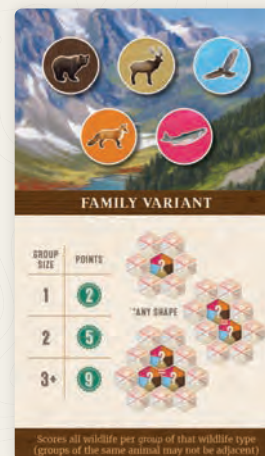 FAMILY VARIANT
GROUP SIZE POINTS
1 2
2 5
3+ 9
*ANY SHAPE
?
?
? ?
?
Scores all wildlife per group of that wildlife type
(groups of the same animal may not be adjacent)